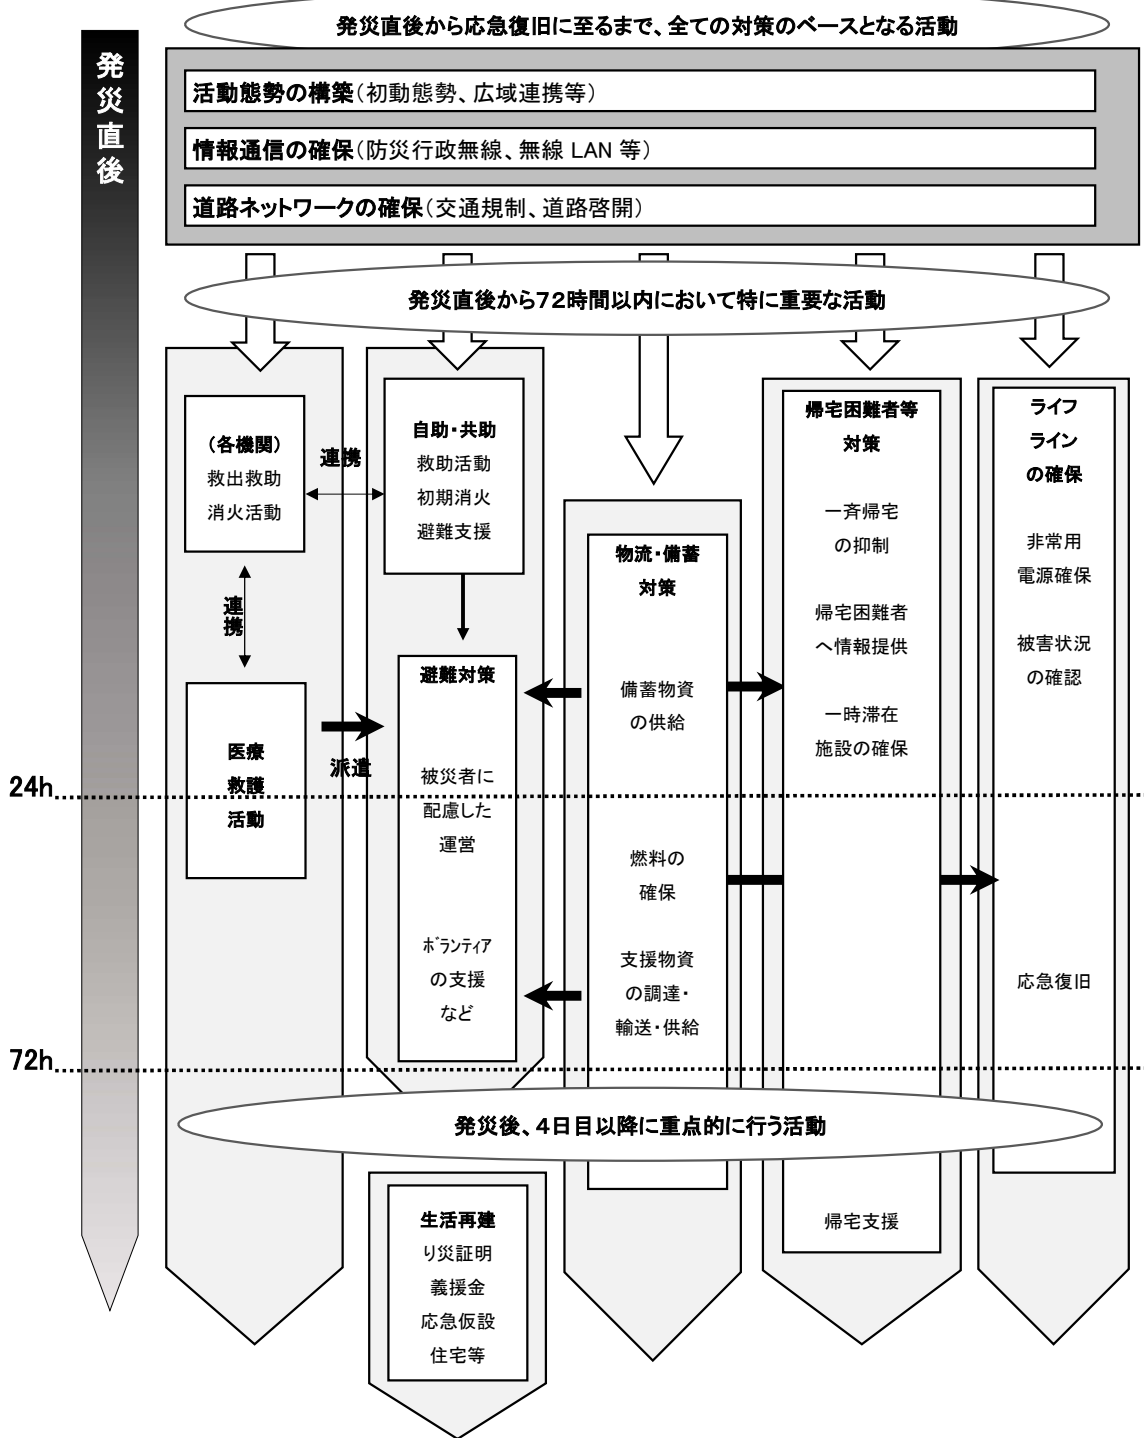 発災直後から応急復旧に至るまで、全ての対策のベースとなる活動
発災直後
活動態勢の構築(初動態勢、広域連携等)
情報通信の確保(防災行政無線、無線 LAN 等)
道路ネットワークの確保(交通規制、道路啓開)
発災直後から72時間以内において特に重要な活動
(各機関)
救出救助
消火活動
連携
自助・共助
救助活動
初期消火
避難支援
連携
医療
救護
活動
派遣
避難対策
被災者に
配慮した
運営
ボランティア
の支援
など
物流・備蓄
対策
備蓄物資
の供給
燃料の
確保
支援物資
の調達・
輸送・供給
帰宅困難者等
対策
一斉帰宅
の抑制
帰宅困難者
へ情報提供
一時滞在
施設の確保
帰宅支援
ライフ
ライン
の確保
非常用
電源確保
被害状況
の確認
応急復旧
24h
72h
発災後、4日目以降に重点的に行う活動
生活再建
り災証明
義援金
応急仮設
住宅等